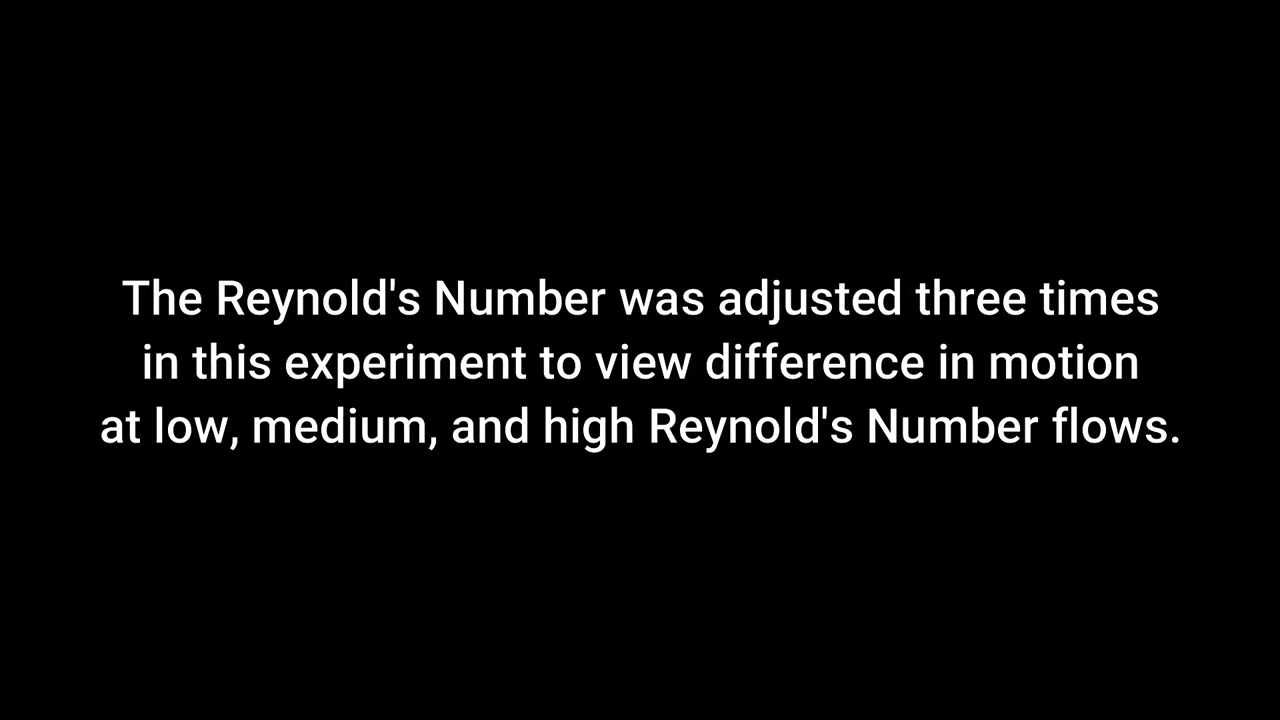 The Reynold's Number was adjusted three times
in this experiment to view difference in motion
at low, medium, and high Reynold's Number flows.